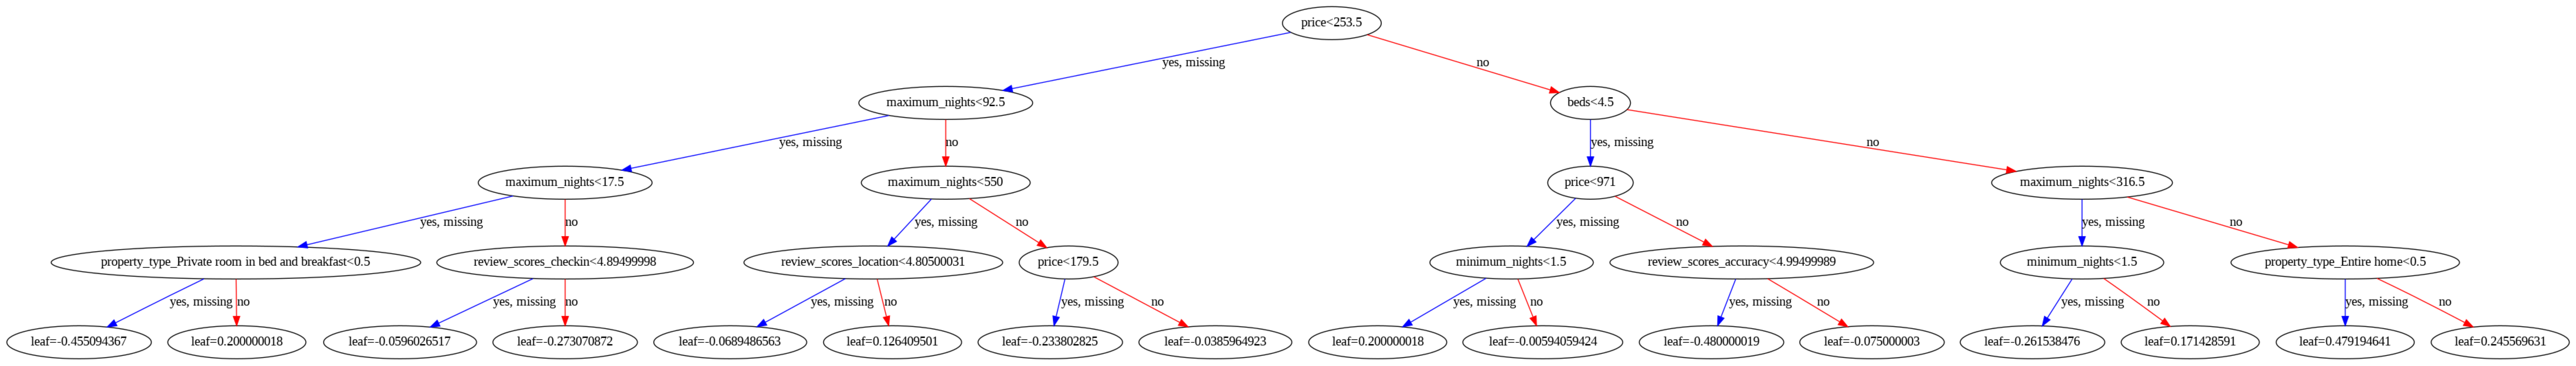 price<253.5
yes, missing
no
maximum_nights<92.5
beds<4.5
yes, missing
no
yes, missing
no
maximum_nights<17.5
maximum_nights<550
price<971
maximum_nights<316.5
yes, missing
no
yes, missing
no
yes, missing
no
yes, missing
no
property_type_Private room in bed and breakfast<0.5
review_scores_checkin<4.89499998
review_scores_location<4.80500031
price<179.5
minimum_nights<1.5
review_scores_accuracy<4.99499989
minimum_nights<1.5
property_type_Entire home<0.5
yes, missing
no
yes, missing
no
yes, missing
no
yes, missing
no
yes, missing
no
yes, missing
no
yes, missing
no
yes, missing
no
leaf=-0.455094367
leaf=0.200000018
leaf=-0.0596026517
leaf=-0.273070872
leaf=-0.0689486563
leaf=0.126409501
leaf=-0.233802825
leaf=-0.0385964923
leaf=0.200000018
leaf=-0.00594059424
leaf=-0.480000019
leaf=-0.075000003
leaf=-0.261538476
leaf=0.171428591
leaf=0.479194641
leaf=0.245569631